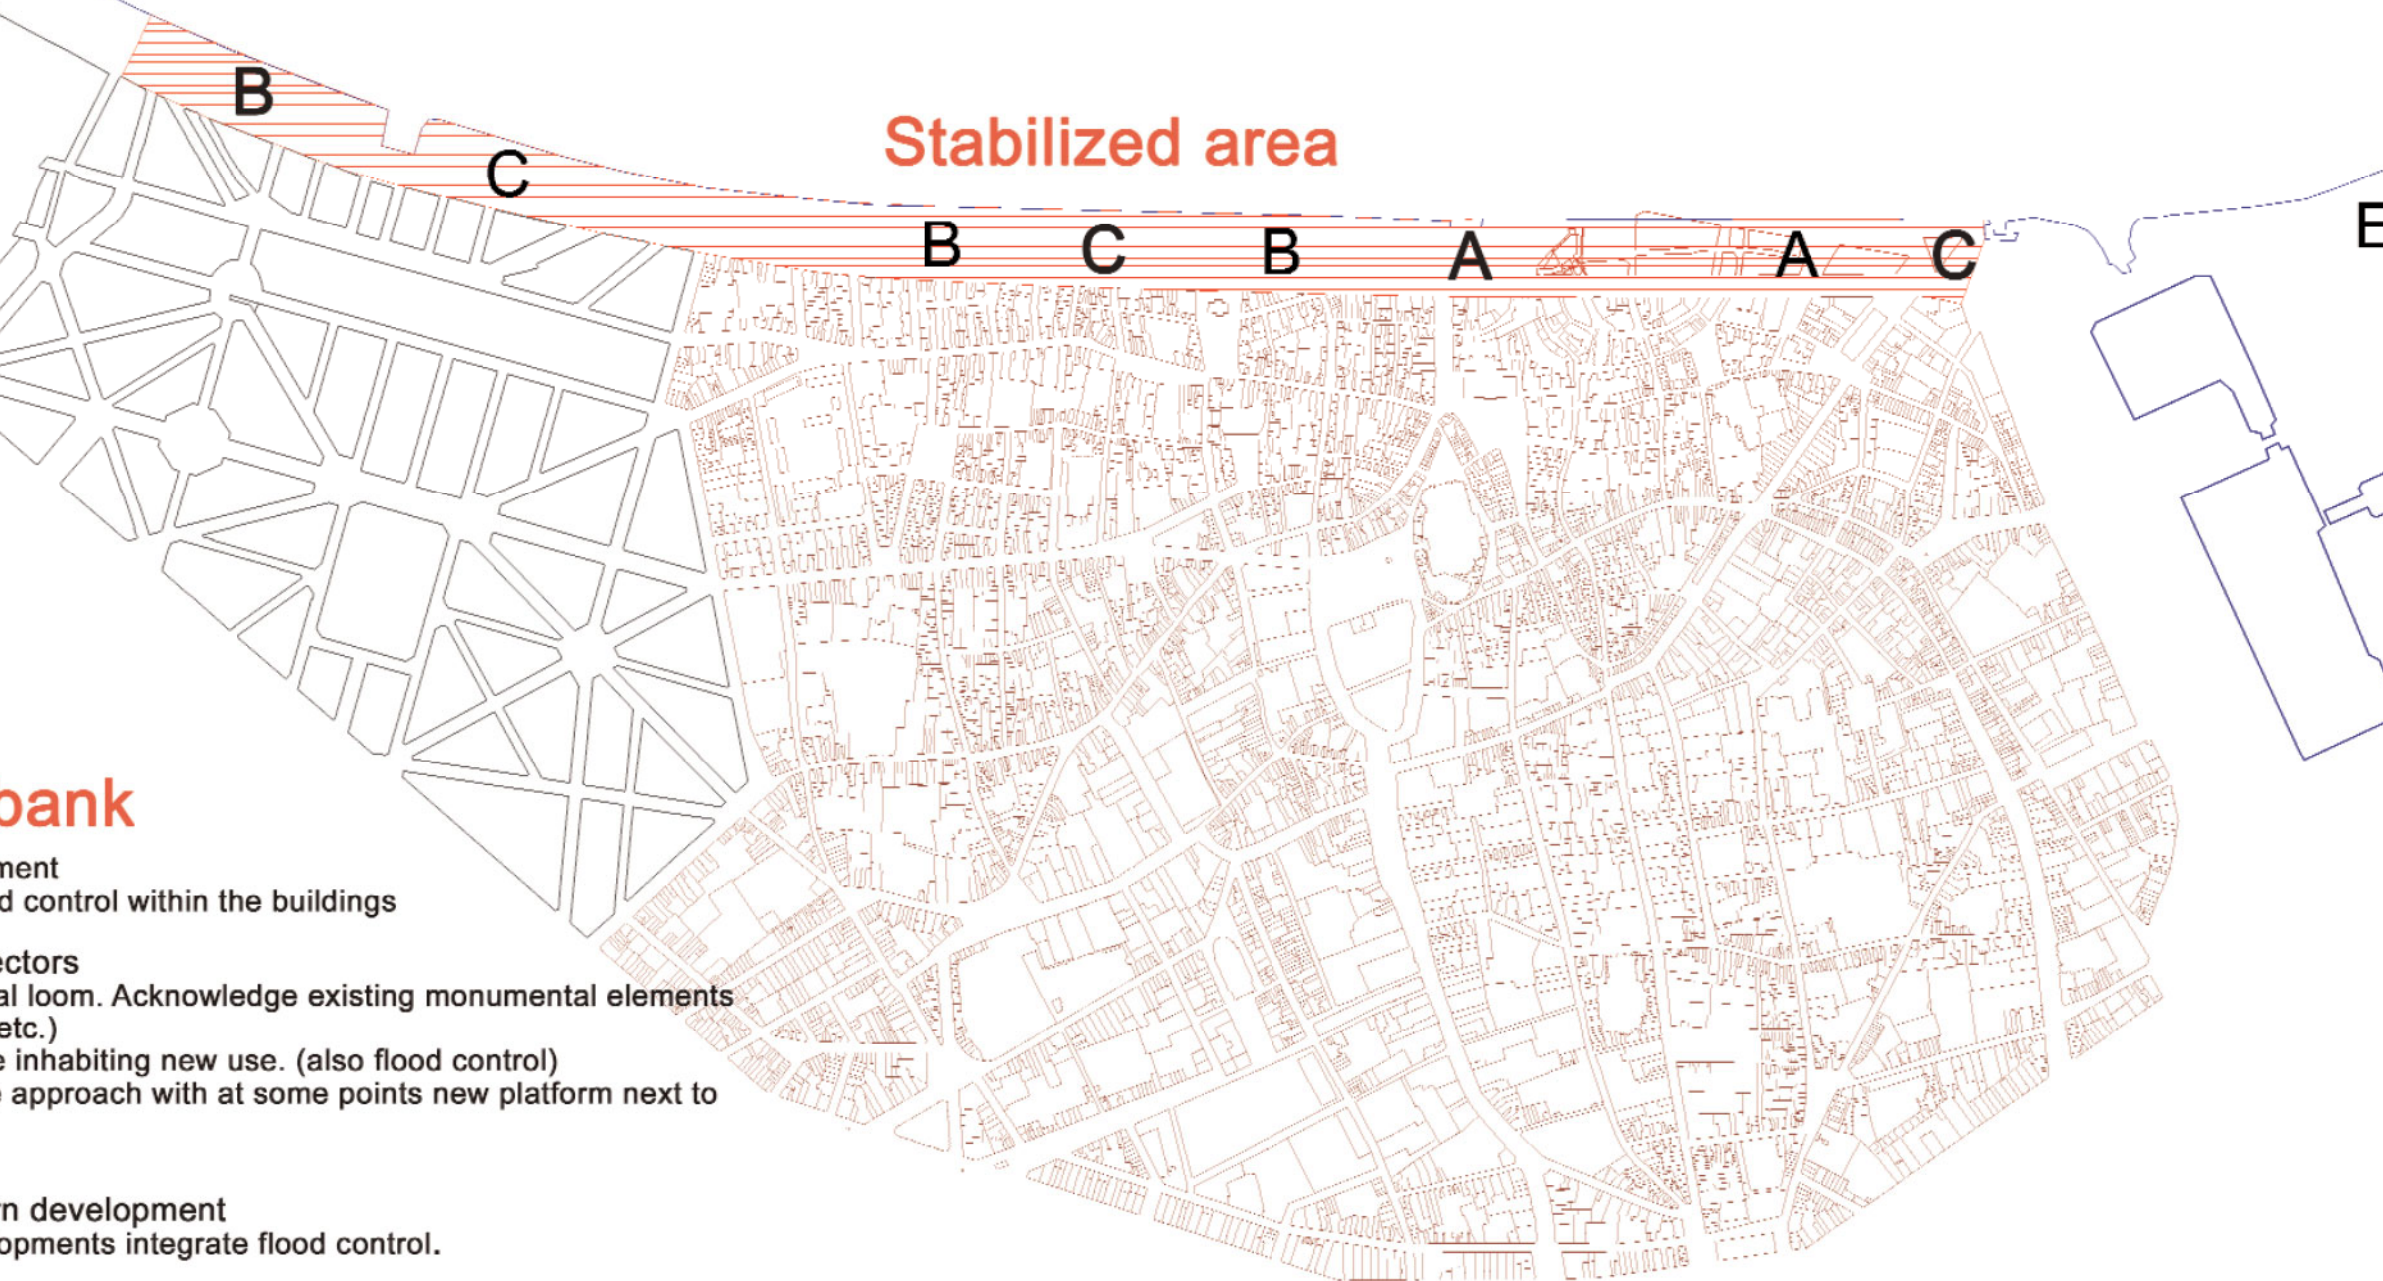 B
C
Stabilized area
B C B A A C
E
bank
ment
d control within the buildings
ectors
al loom. Acknowledge existing monumental elements
etc.)
e inhabiting new use. (also flood control)
e approach with at some points new platform next to
rn development
opments integrate flood control.